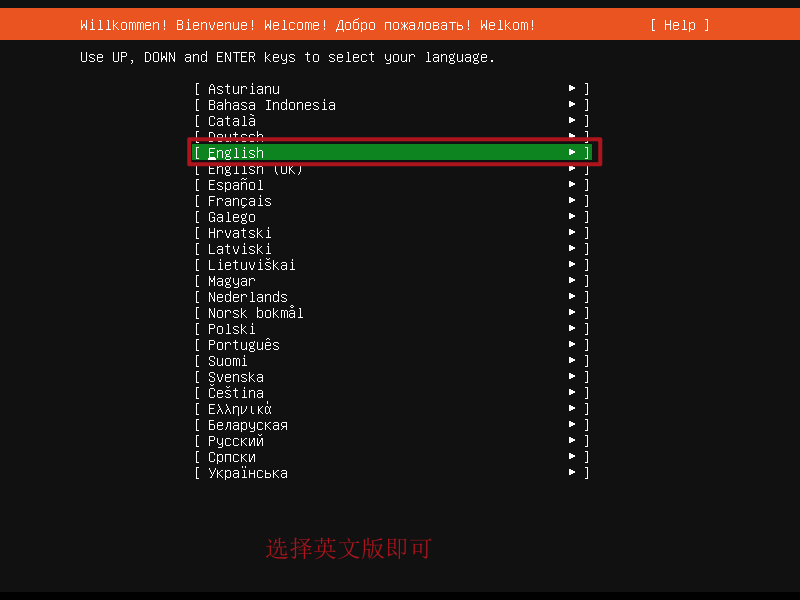 Willkommen! Bienvenue! Welcome! Добро пожаловать! Welkom! [ Help ]
Use UP, DOWN and ENTER keys to select your language.
[ Asturianu ► ]
[ Bahasa Indonesia ► ]
[ Català ► ]
[ Deutsch ► ]
[ English ► ]
[ English (UK) ► ]
[ Español ► ]
[ Français ► ]
[ Galego ► ]
[ Hrvatski ► ]
[ Latviski ► ]
[ Lietuviškai ► ]
[ Magyar ► ]
[ Nederlands ► ]
[ Norsk bokmål ► ]
[ Polski ► ]
[ Português ► ]
[ Suomi ► ]
[ Svenska ► ]
[ Čeština ► ]
[ Ελληνικά ► ]
[ Беларуская ► ]
[ Русский ► ]
[ Српски ► ]
[ Українська ► ]
选择英文版即可